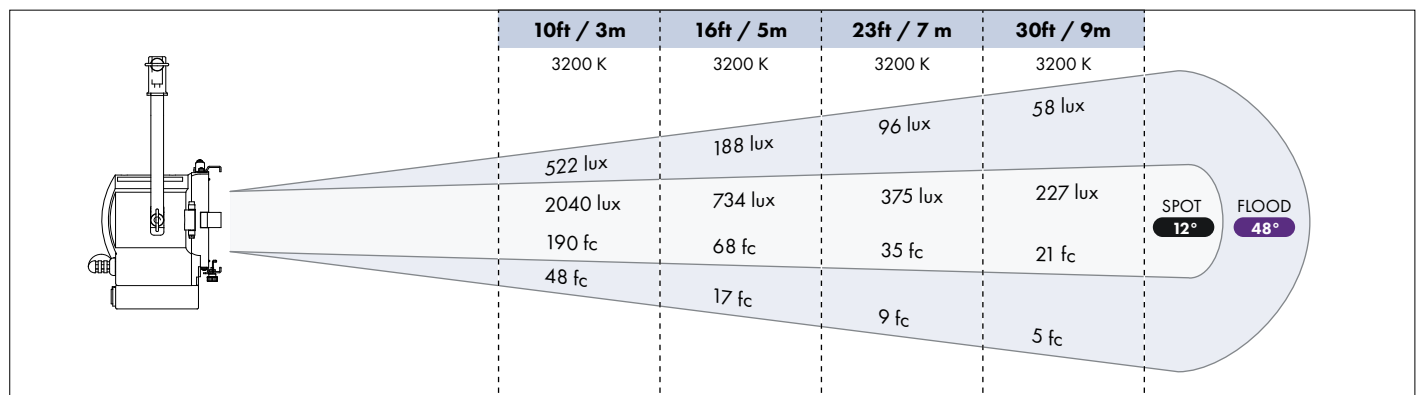 10ft / 3m 16ft / 5m 23ft / 7 m 30ft / 9m
3200 K 3200 K 3200 K 3200 K
522 lux 188 lux 96 lux 58 lux
2040 lux 734 lux 375 lux 227 lux
190 fc 68 fc 35 fc 21 fc
48 fc 17 fc 9 fc 5 fc
SPOT FLOOD
12° 48°